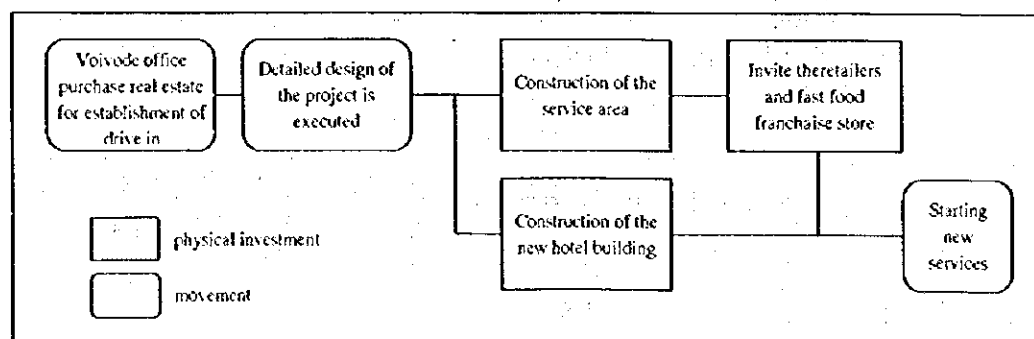 Voivode office
purchase real estate
for establishment of
drive in
Detailed design of
the project is
executed
Construction of the
service area
Invite theretailers
and fast food
franchaise store
Construction of the
new hotel building
Starting
new
services
physical investment
movement